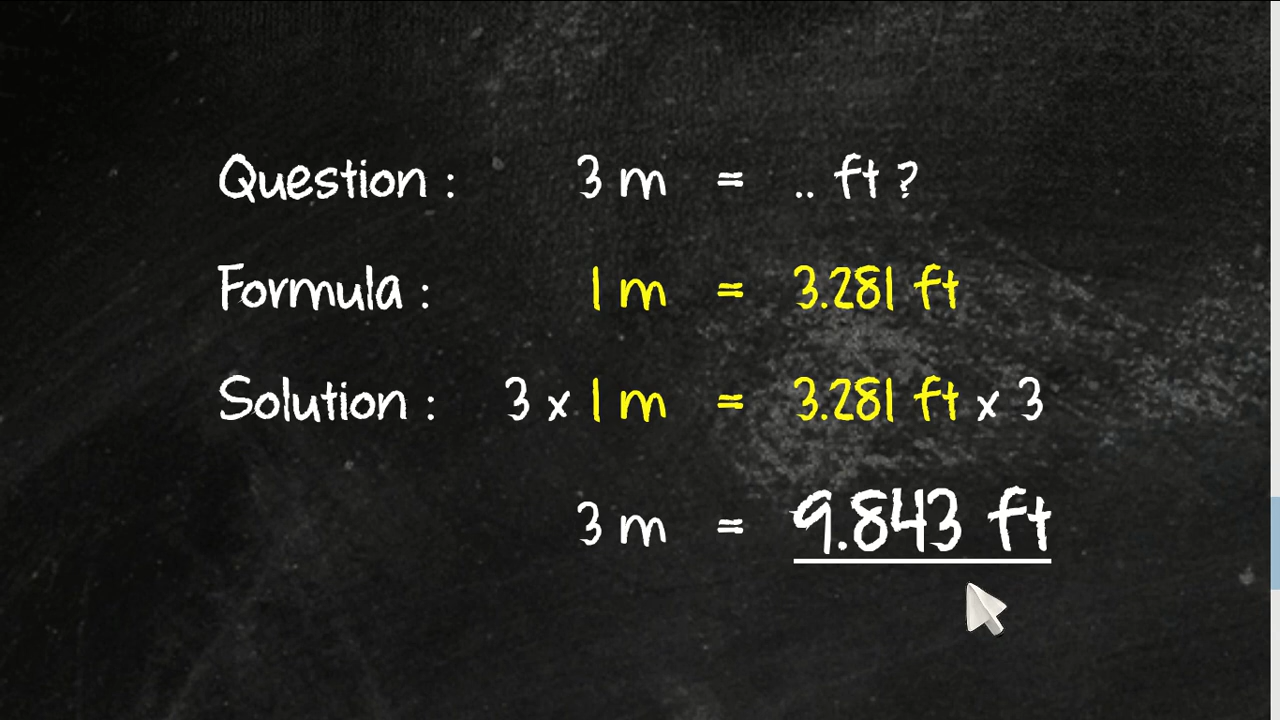 Question : 3 m = .. ft ?
Formula : 1 m = 3.281 ft
Solution : 3 x 1 m = 3.281 ft x 3
3 m = 9.843 ft